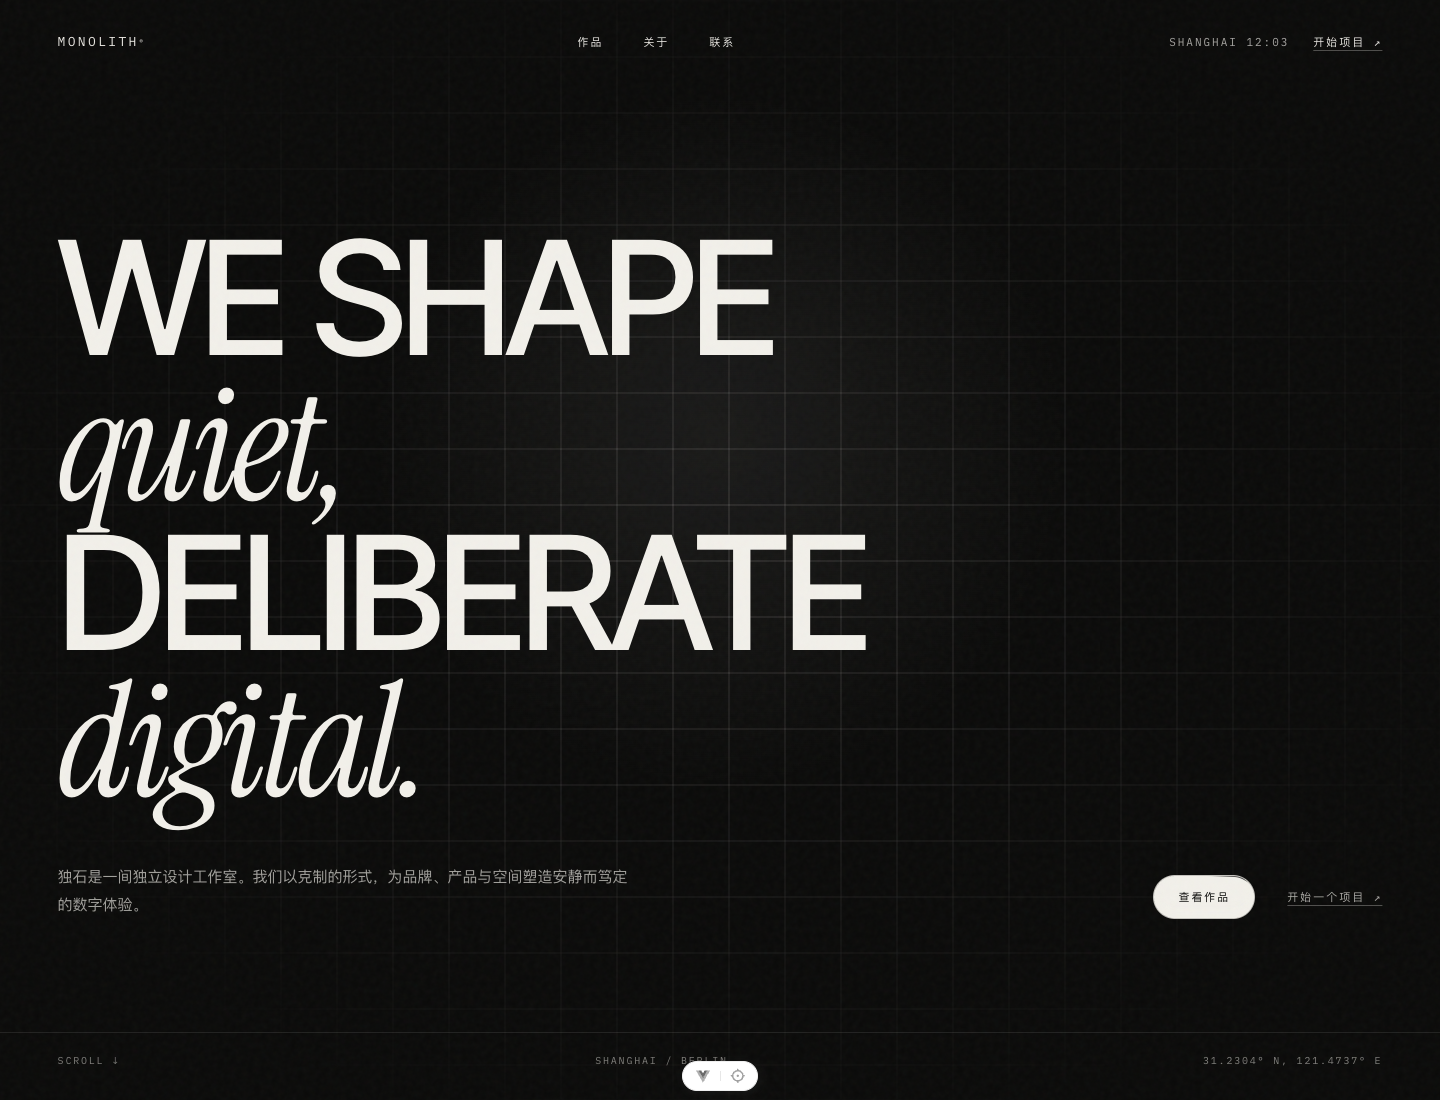 MONOLITH®
作品 关于 联系
SHANGHAI 12:03 开始项目 ↗
WE SHAPE
quiet,
DELIBERATE
digital.
独石是一间独立设计工作室。我们以克制的形式，为品牌、产品与空间塑造安静而笃定
的数字体验。
查看作品 开始一个项目 ↗
SCROLL ↓
SHANGHAI / BERLIN
31.2304° N, 121.4737° E